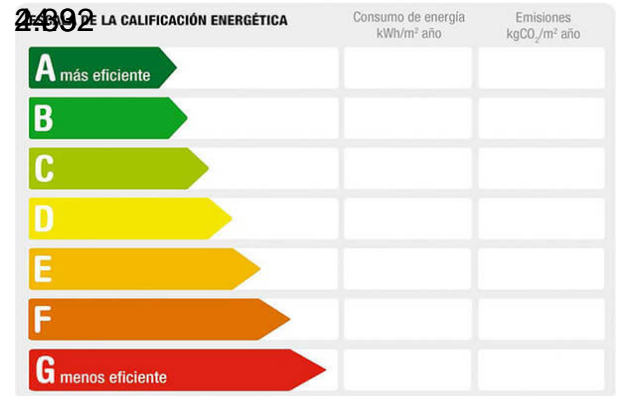 DE LA CALIFICACIÓN ENERGÉTICA
Consumo de energía
kWh/m² año
Emisiones
kgCO₂/m² año
A más eficiente
B
C
D
E
F
G menos eficiente